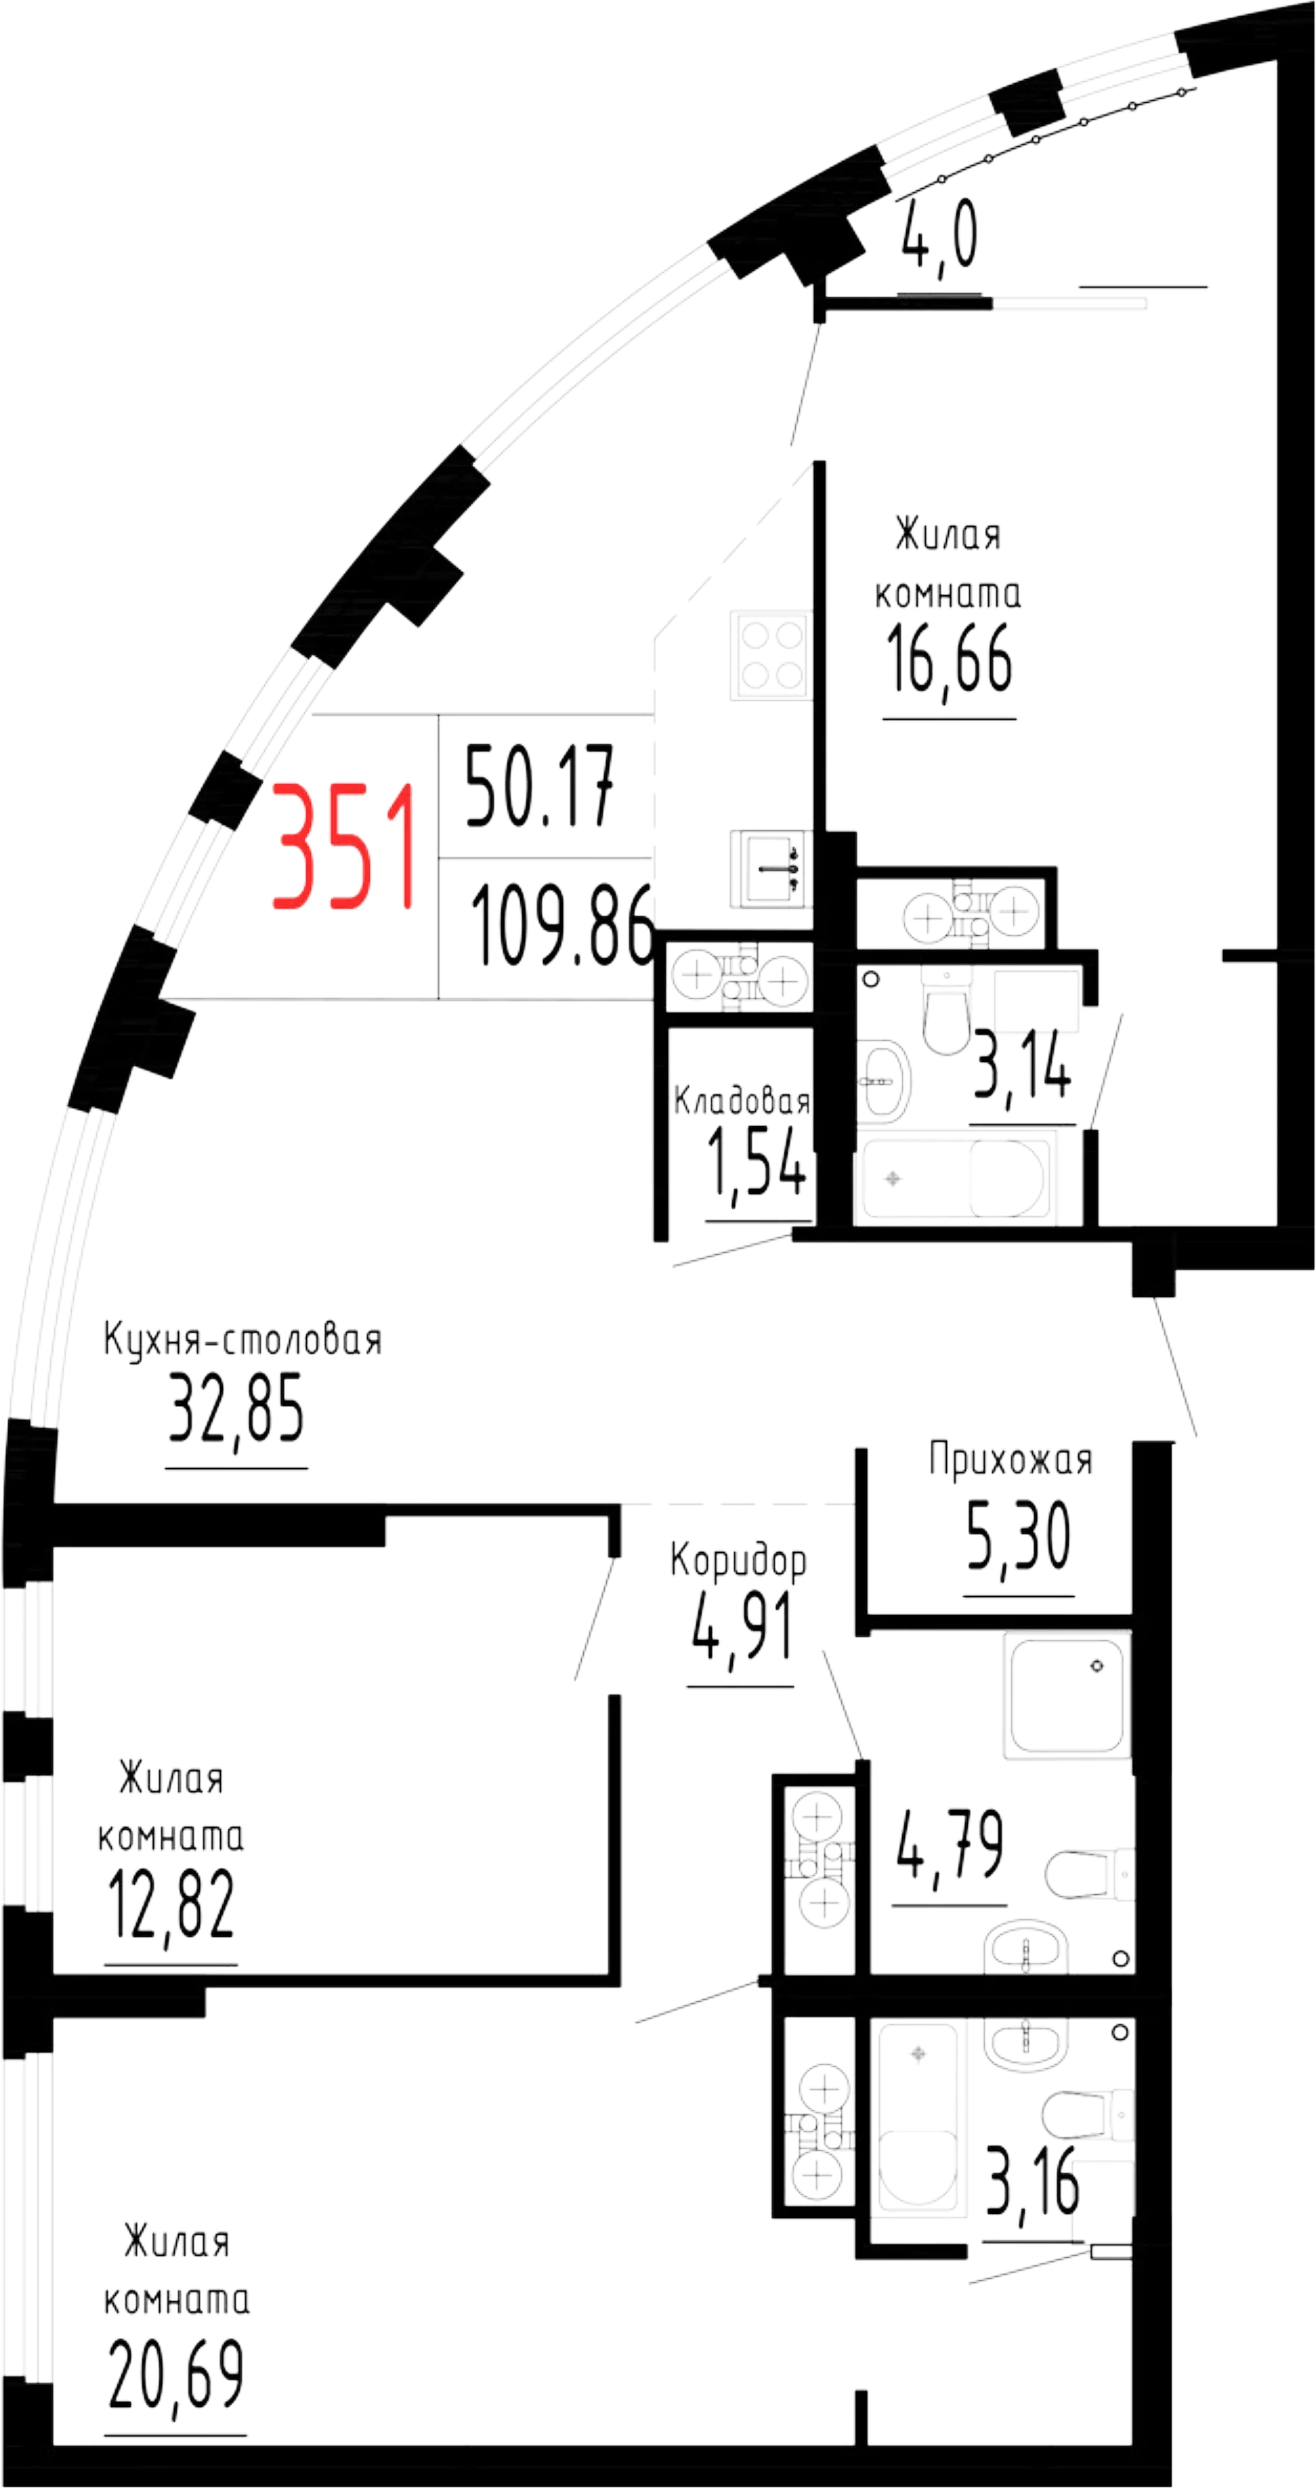 4,0
Жилая
комната
16,66
351
50.17
109.86
3,14
Кладовая
1,54
Кухня-столовая
32,85
Прихожая
5,30
Коридор
4,91
Жилая
комната
12,82
4,79
3,16
Жилая
комната
20,69